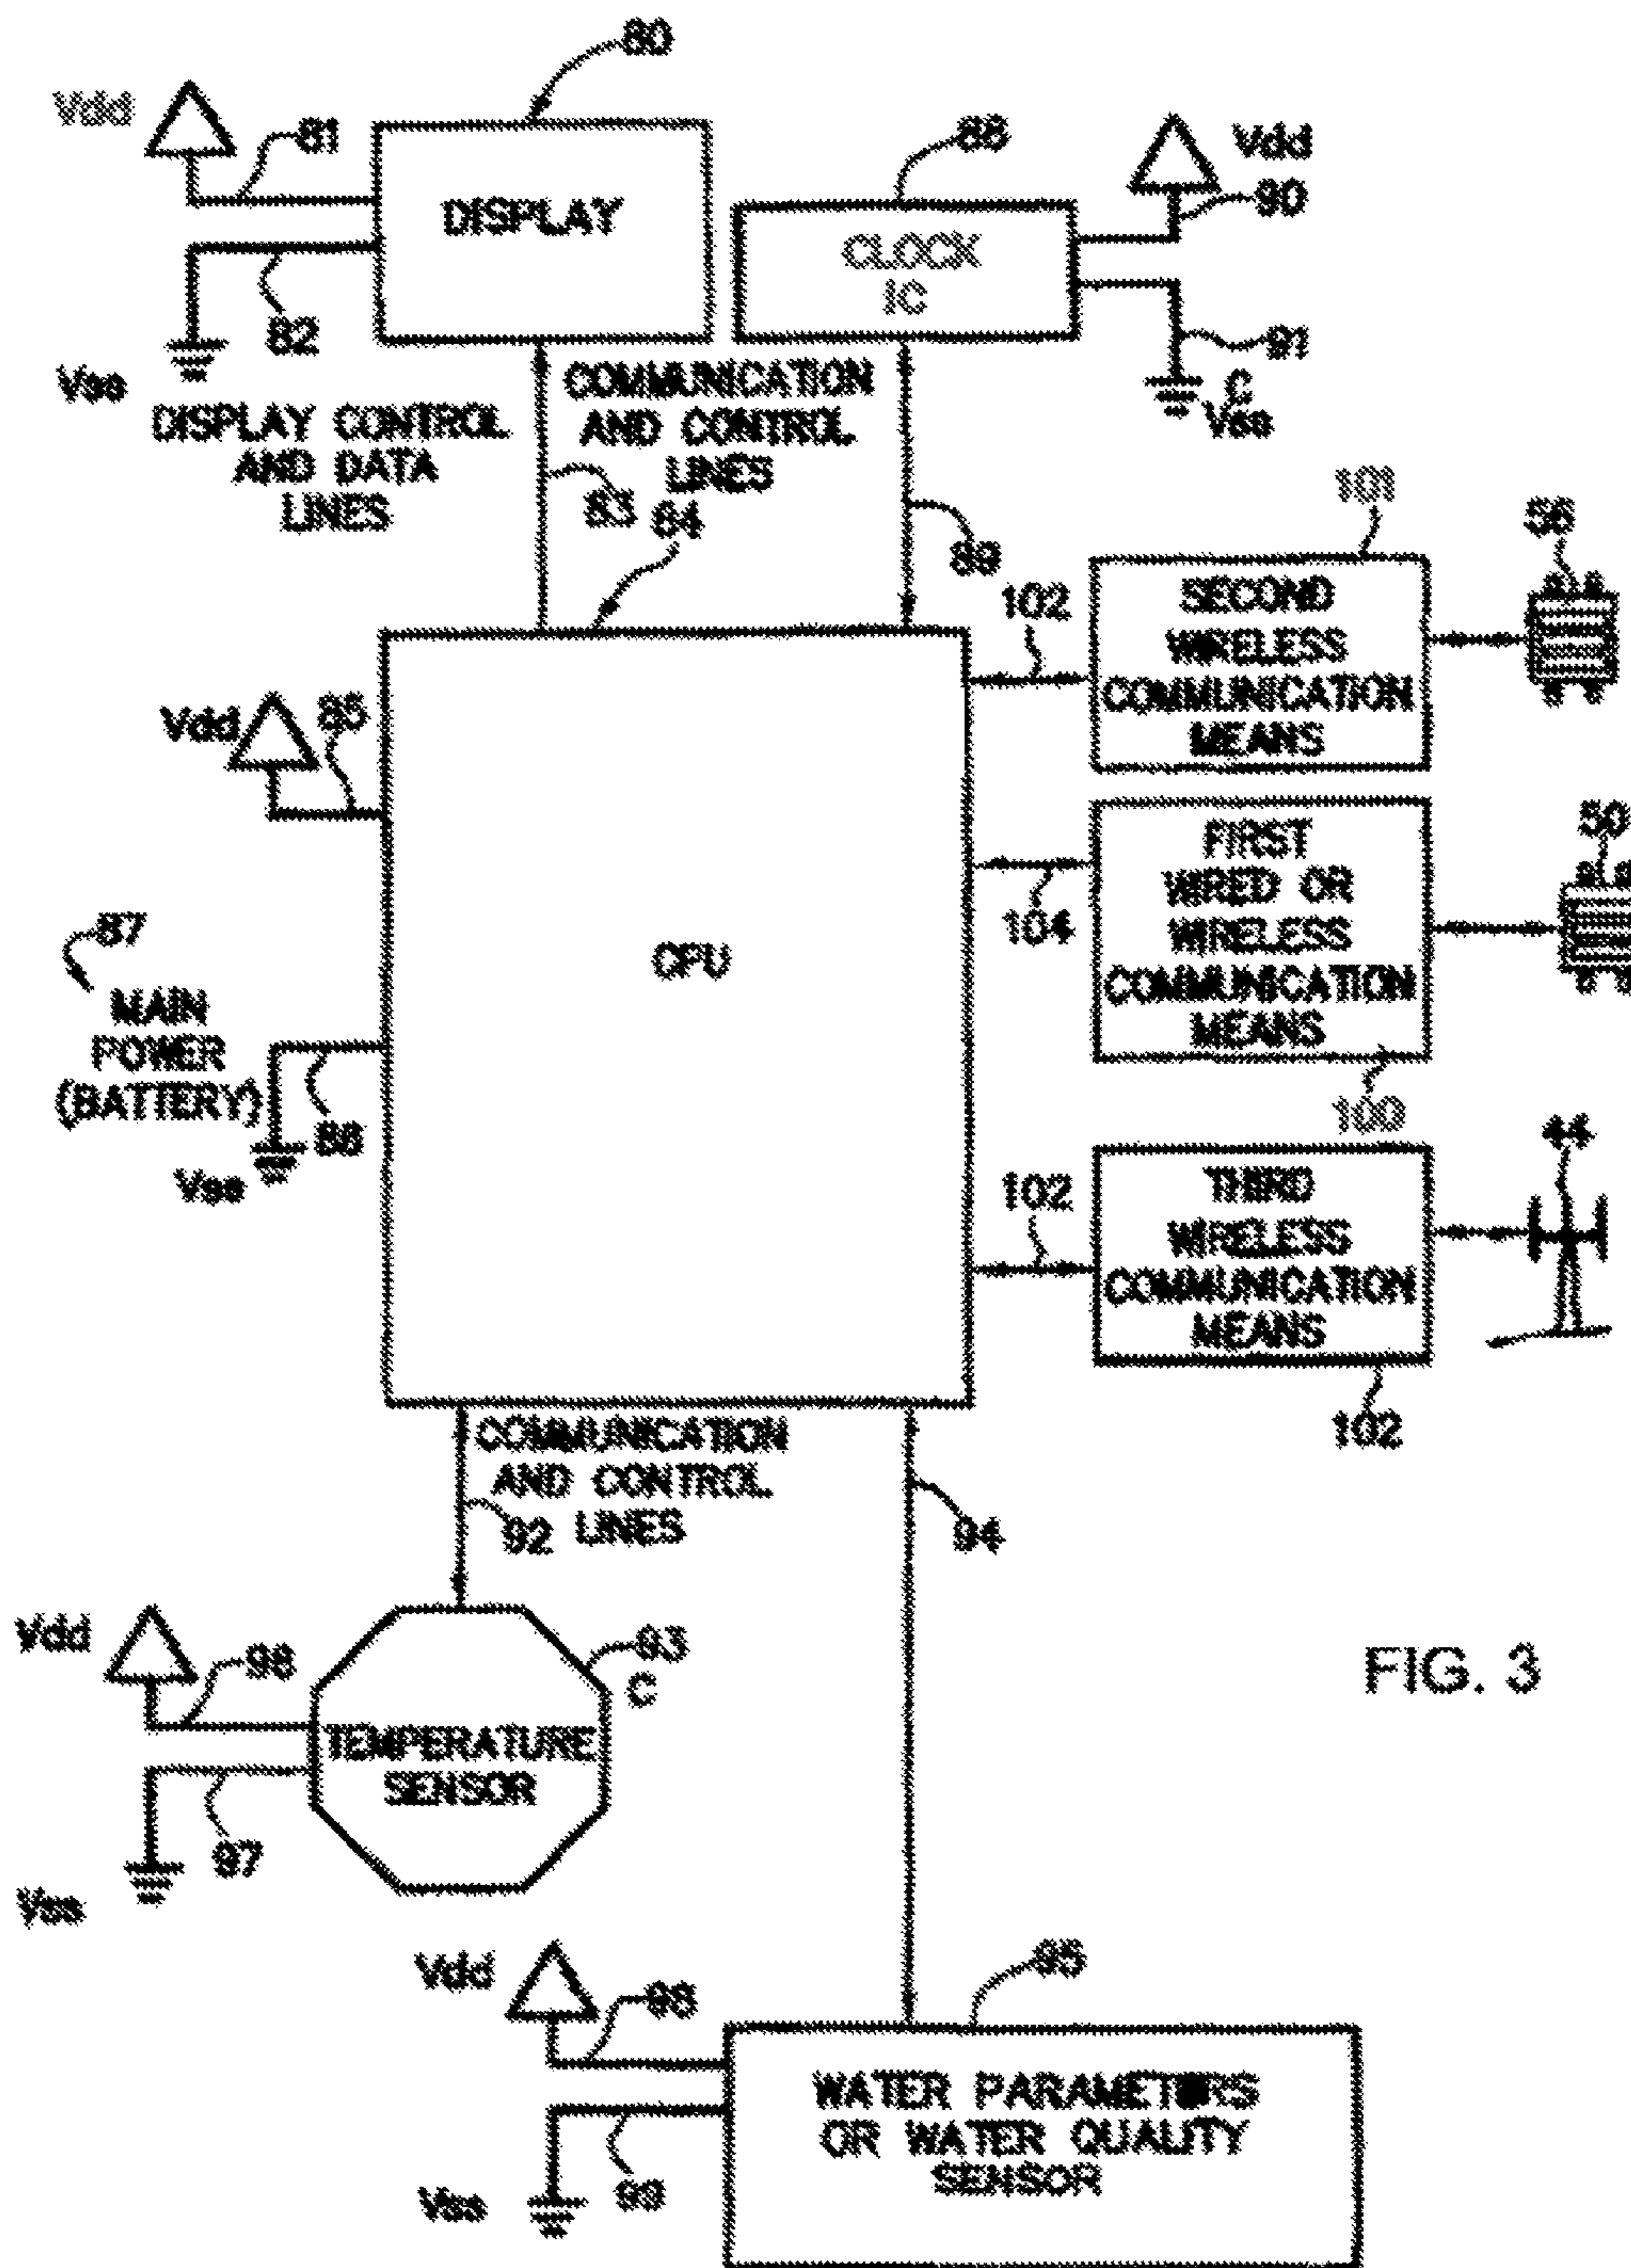 80
Vdd
81
88
Vdd
90
DISPLAY
CLOCK
IC
82
91
Vss
C
Vss
DISPLAY CONTROL
AND DATA
LINES
COMMUNICATION
AND CONTROL
LINES
83
84
89
101
56
102
SECOND
WIRELESS
COMMUNICATION
MEANS
Vdd
85
50
FIRST
WIRED OR
WIRELESS
COMMUNICATION
MEANS
104
87
MAIN
POWER
(BATTERY)
CPU
86
Vss
100
44
102
THIRD
WIRELESS
COMMUNICATION
MEANS
102
COMMUNICATION
AND CONTROL
LINES
92
94
Vdd
93
C
TEMPERATURE
SENSOR
97
Vss
FIG. 3
Vdd
98
95
WATER PARAMETORS
OR WATER QUALITY
SENSOR
99
Vss